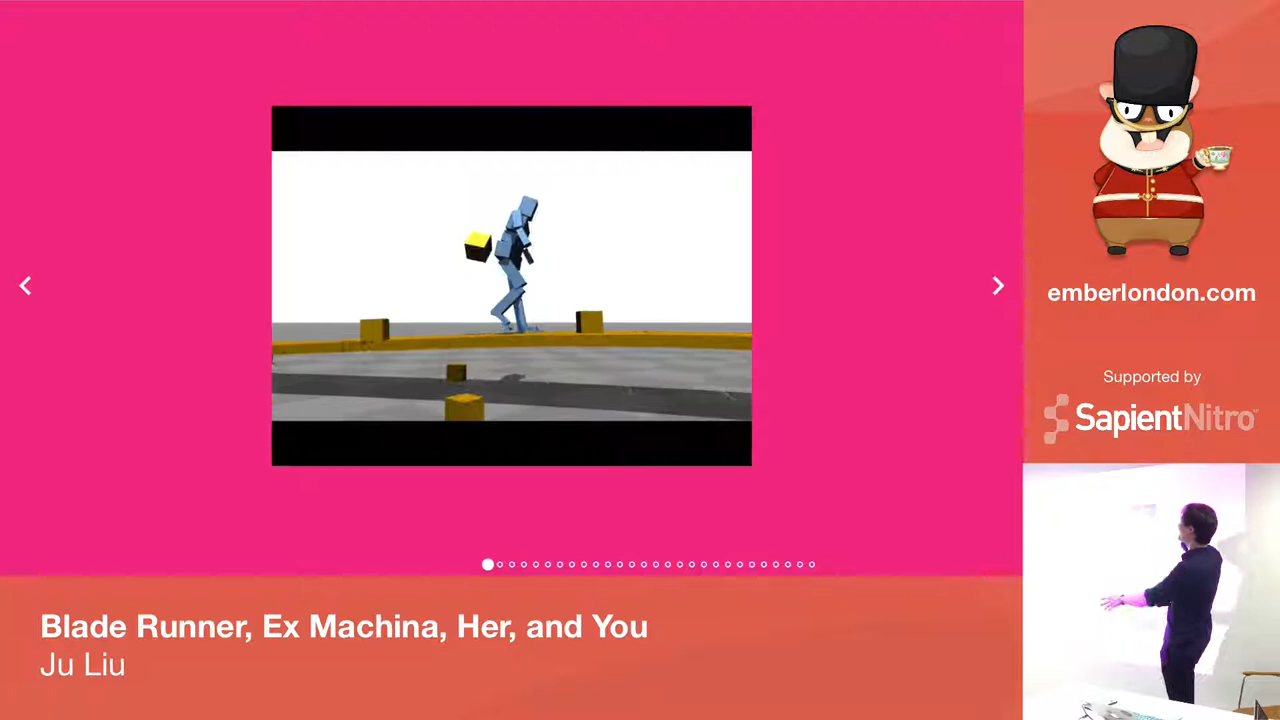 emberlondon.com
Supported by
SapientNitro
Blade Runner, Ex Machina, Her, and You
Ju Liu